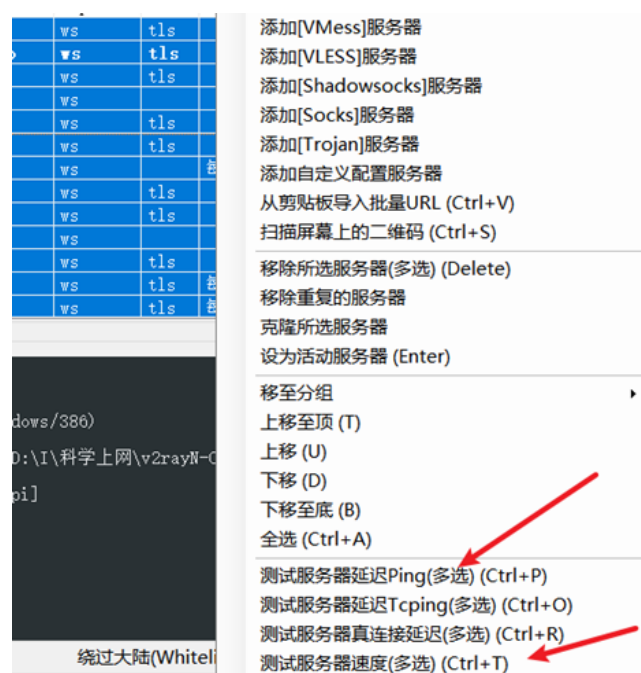 ws tls
ws tls
ws tls
ws
ws tls
ws tls
ws
ws tls
ws tls
ws
ws tls
ws tls
ws tls
dows/386)
D:\I\科学上网\v2rayN-C
pi]
绕过大陆(Whiteli
添加[VMess]服务器
添加[VLESS]服务器
添加[Shadowsocks]服务器
添加[Socks]服务器
添加[Trojan]服务器
添加自定义配置服务器
从剪贴板导入批量URL (Ctrl+V)
扫描屏幕上的二维码 (Ctrl+S)
移除所选服务器(多选) (Delete)
移除重复的服务器
克隆所选服务器
设为活动服务器 (Enter)
移至分组
上移至顶 (T)
上移 (U)
下移 (D)
下移至底 (B)
全选 (Ctrl+A)
测试服务器延迟Ping(多选) (Ctrl+P)
测试服务器延迟Tcping(多选) (Ctrl+O)
测试服务器真连接延迟(多选) (Ctrl+R)
测试服务器速度(多选) (Ctrl+T)